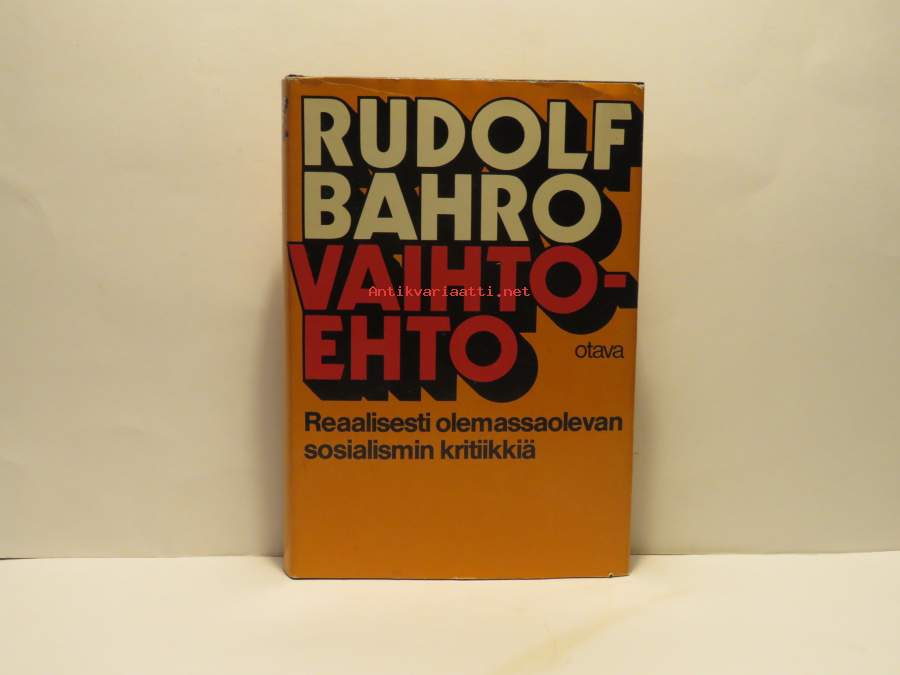 RUDOLF
BAHRO
VAIHTO-
Antikvariaatti.net
EHTO
otava
Reaalisesti olemassaolevan
sosialismin kritiikkiä